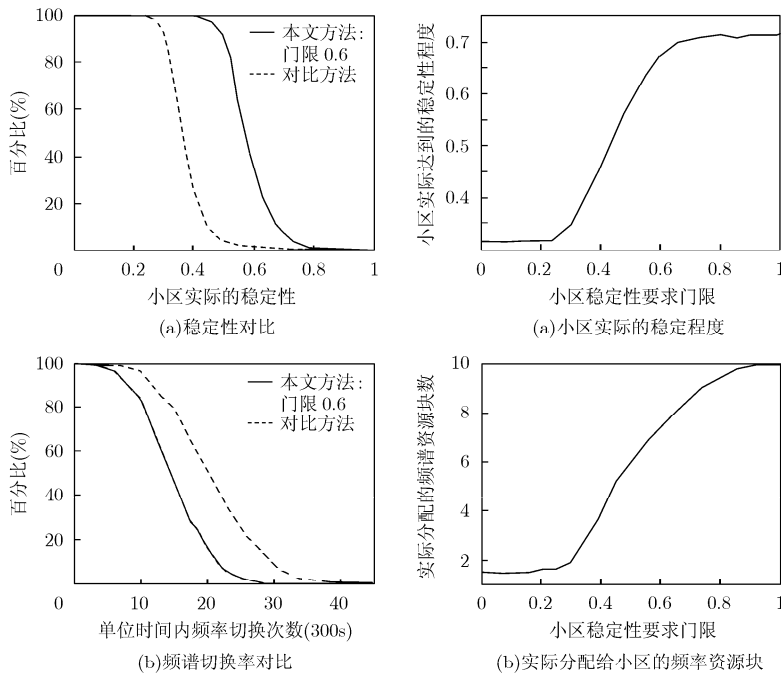 100
80
60
40
20
0
0.2
0.4
0.6
0.8
1
百分比(%)
本文方法:
门限 0.6
对比方法
小区实际的稳定性
(a)稳定性对比
0.7
0.6
0.5
0.4
0
0.2
0.4
0.6
0.8
1
小区实际达到的稳定性程度
小区稳定性要求门限
(a)小区实际的稳定程度
100
80
60
40
20
0
10
20
30
40
百分比(%)
本文方法:
门限 0.6
对比方法
单位时间内频率切换次数(300s)
(b)频谱切换率对比
10
8
6
4
2
0
0.2
0.4
0.6
0.8
1
实际分配的频谱资源块数
小区稳定性要求门限
(b)实际分配给小区的频率资源块